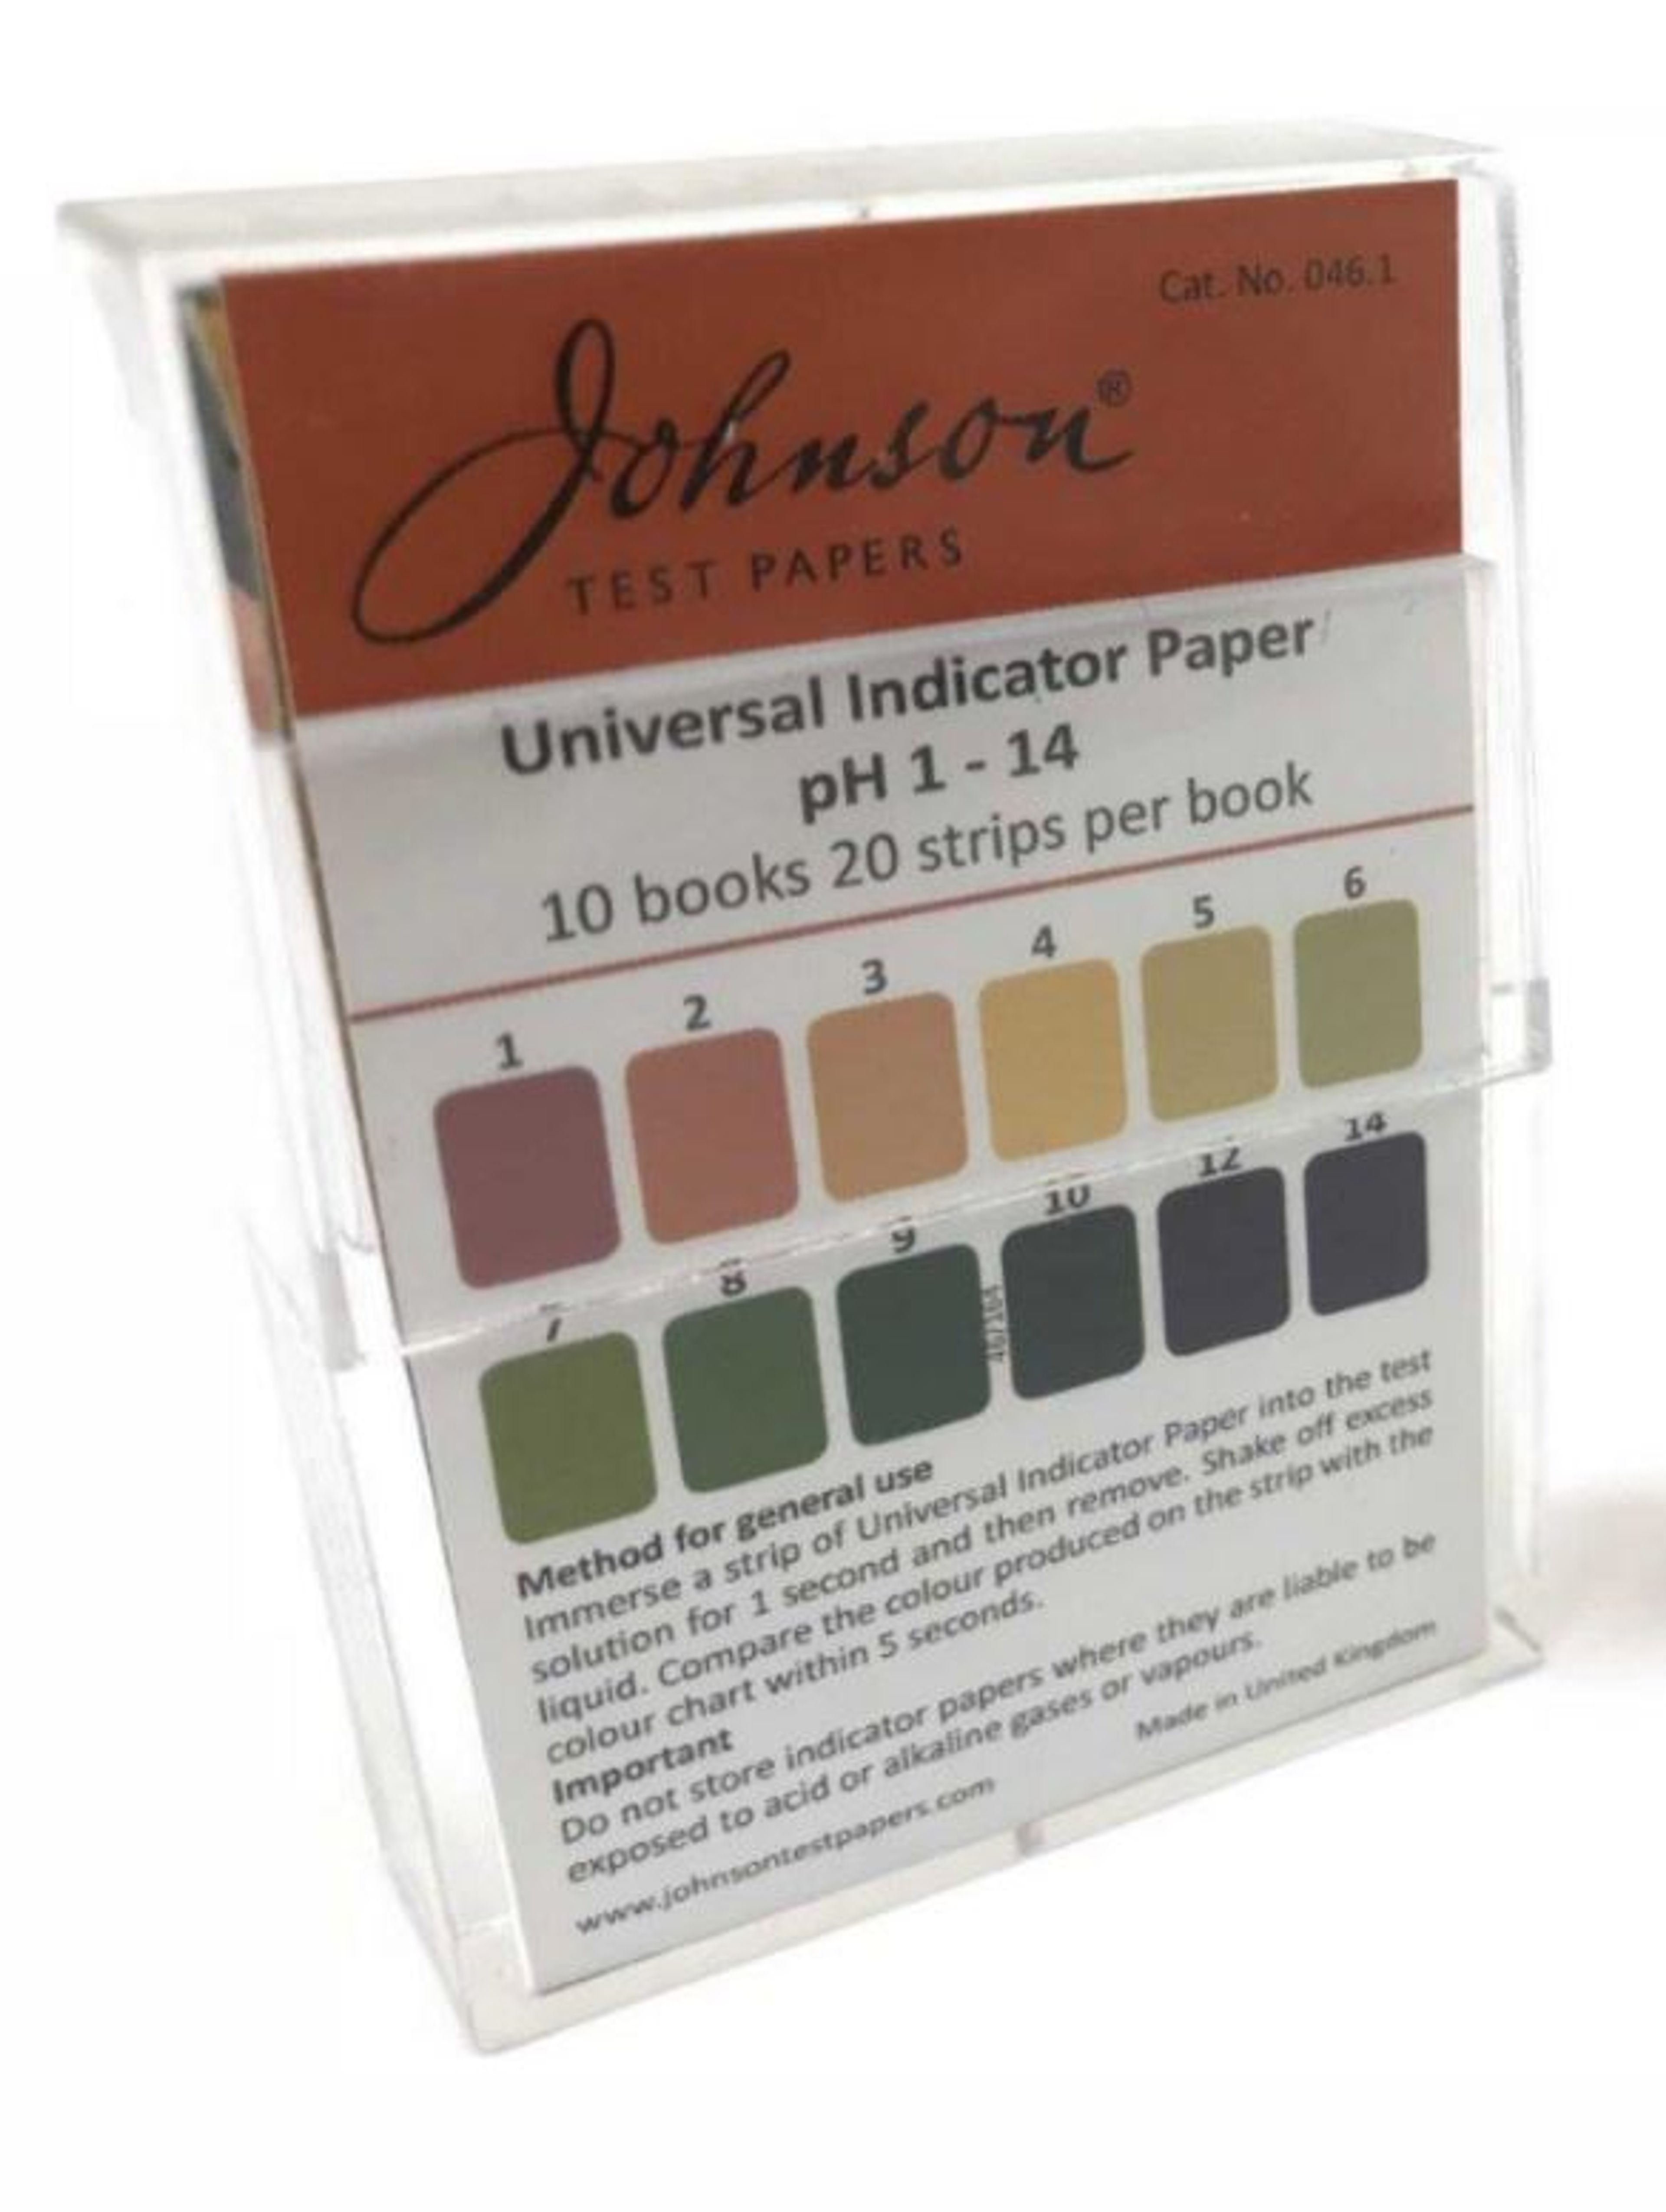 Cat. No. 046.1
Johnson®
TEST PAPERS
Universal Indicator Paper
pH 1 - 14
10 books 20 strips per book
1 2 3 4 5 6
7 8 9 10 12 14
46/164
Method for general use
Immerse a strip of Universal Indicator Paper into the test
solution for 1 second and then remove. Shake off excess
liquid. Compare the colour produced on the strip with the
colour chart within 5 seconds.
Important
Do not store indicator papers where they are liable to be
exposed to acid or alkaline gases or vapours.
www.johnsontestpapers.com Made in United Kingdom